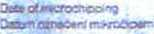 Date of microchipping
Datum označení mikročipem